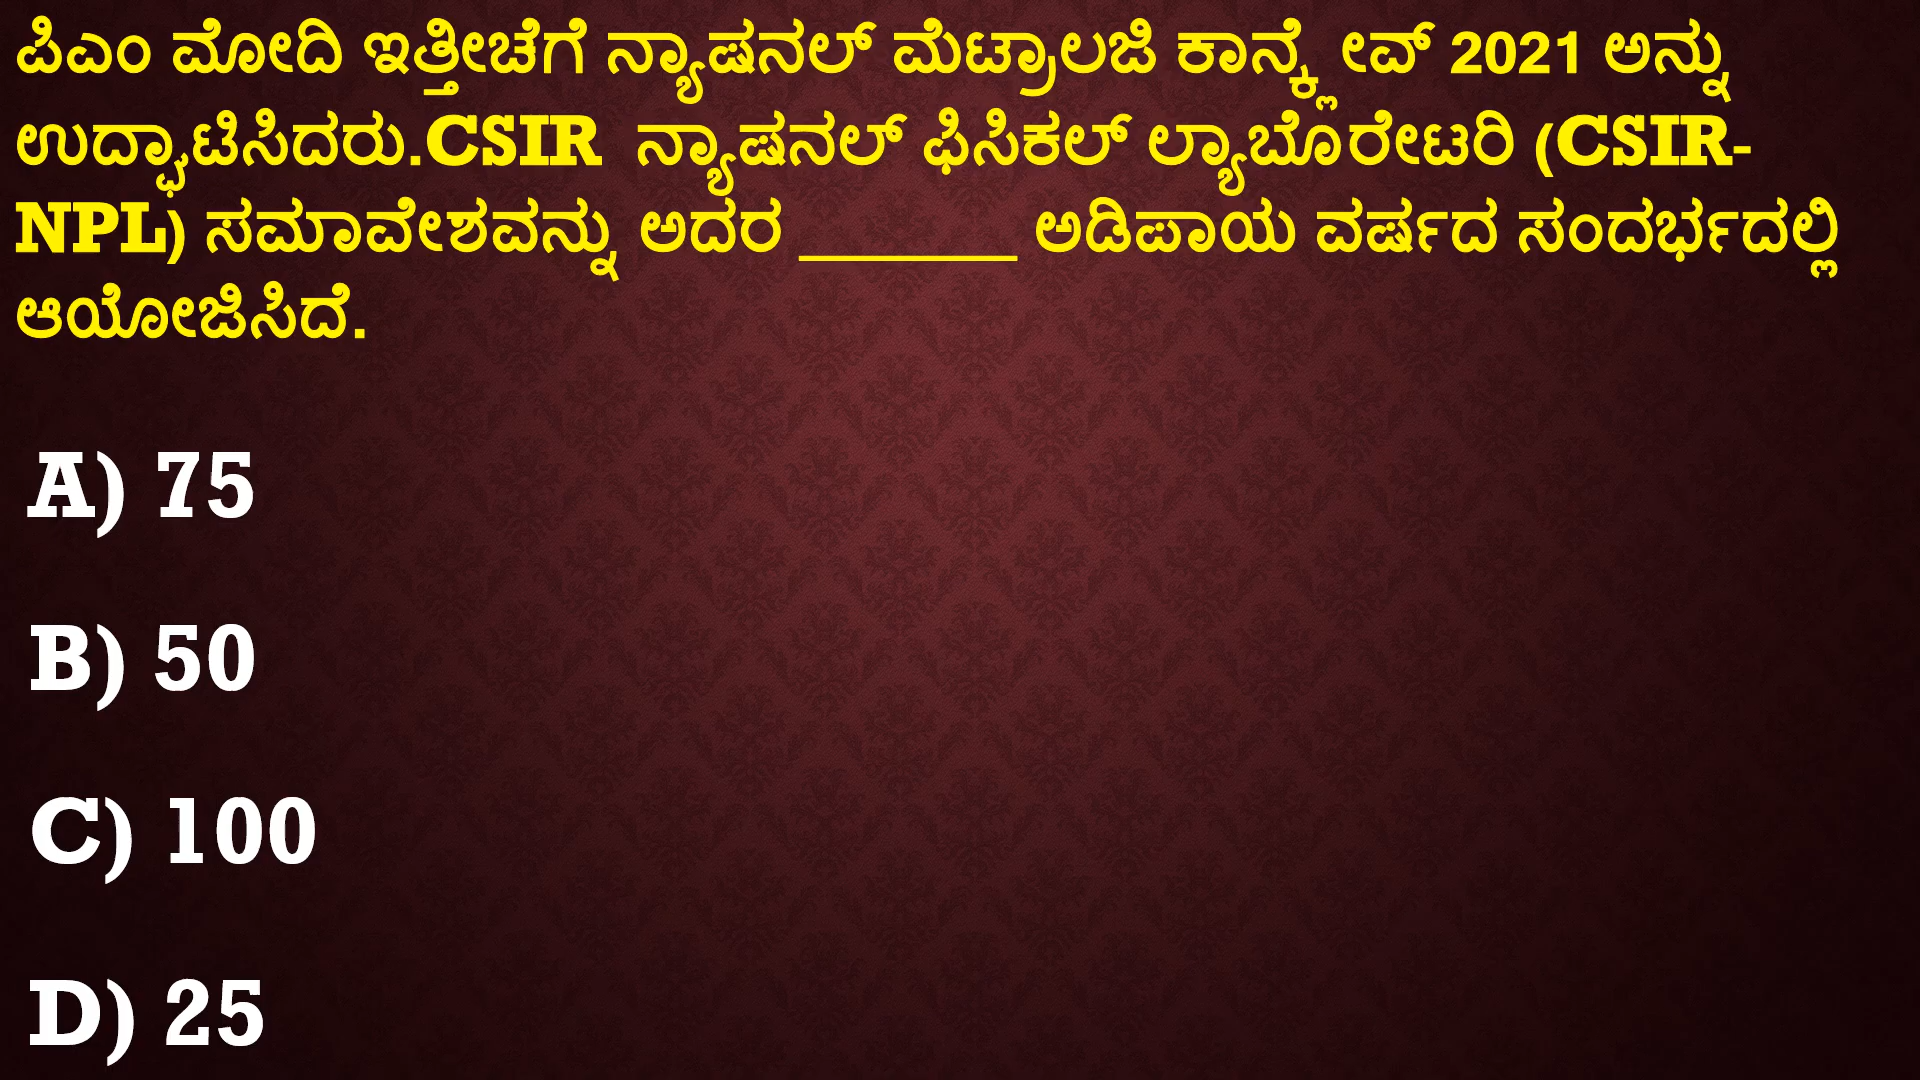 ಪಿಎಂ ಮೋದಿ ಇತ್ತೀಚೆಗೆ ನ್ಯಾಷನಲ್ ಮೆಟ್ರಾಲಜಿ ಕಾನ್ಕ್ಲೇವ್ 2021 ಅನ್ನು
ಉದ್ಘಾಟಿಸಿದರು.CSIR ನ್ಯಾಷನಲ್ ಫಿಸಿಕಲ್ ಲ್ಯಾಬೊರೇಟರಿ (CSIR-
NPL) ಸಮಾವೇಶವನ್ನು ಅದರ _______ ಅಡಿಪಾಯ ವರ್ಷದ ಸಂದರ್ಭದಲ್ಲಿ
ಆಯೋಜಿಸಿದೆ.
A) 75
B) 50
C) 100
D) 25